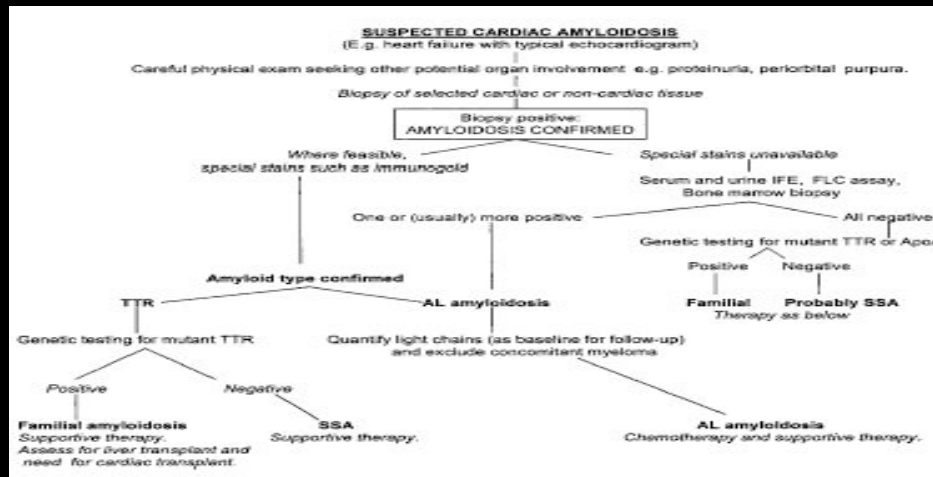 SUSPECTED CARDIAC AMYLOIDOSIS
(E.g. heart failure with typical echocardiogram)
Careful physical exam seeking other potential organ involvement e.g. proteinuria, periorbital purpura.
Biopsy of selected cardiac or non-cardiac tissue
Biopsy positive:
AMYLOIDOSIS CONFIRMED
Where feasible,
special stains such as immunogold
Special stains unavailable
Serum and urine IFE, FLC assay,
Bone marrow biopsy
One or (usually) more positive
All negative
Genetic testing for mutant TTR or Apo
Positive
Negative
Amyloid type confirmed
TTR
AL amyloidosis
Familial
Probably SSA
Therapy as below
Genetic testing for mutant TTR
Quantify light chains (as baseline for follow-up)
and exclude concomitant myeloma
Positive
Negative
Familial amyloidosis
Supportive therapy.
Assess for liver transplant and
need for cardiac transplant.
SSA
Supportive therapy.
AL amyloidosis
Chemotherapy and supportive therapy.